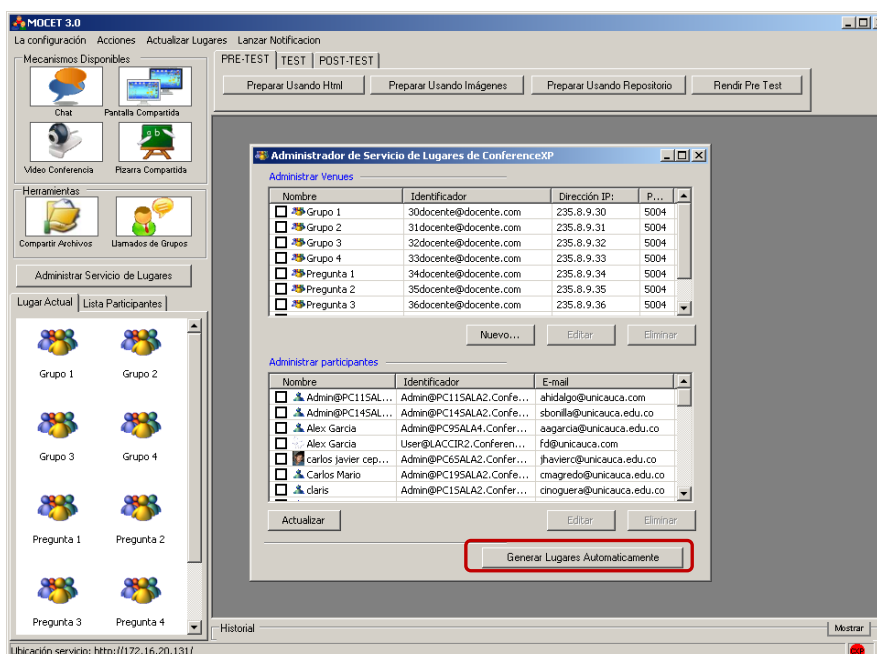 MOCET 3.0
La configuración Acciones Actualizar Lugares Lanzar Notificacion
Mecanismos Disponibles
Chat
Pantalla Compartida
Video Conferencia
Pizarra Compartida
Herramientas
Compartir Archivos
Llamados de Grupos
Administrar Servicio de Lugares
Lugar Actual
Lista Participantes
Grupo 1
Grupo 2
Grupo 3
Grupo 4
Pregunta 1
Pregunta 2
Pregunta 3
Pregunta 4
PRE-TEST TEST POST-TEST
Preparar Usando Html
Preparar Usando Imágenes
Preparar Usando Repositorio
Rendir Pre Test
Administrador de Servicio de Lugares de ConferenceXP
Administrar Venues
Nombre Identificador Dirección IP: P...
Grupo 1 30docente@docente.com 235.8.9.30 5004
Grupo 2 31docente@docente.com 235.8.9.31 5004
Grupo 3 32docente@docente.com 235.8.9.32 5004
Grupo 4 33docente@docente.com 235.8.9.33 5004
Pregunta 1 34docente@docente.com 235.8.9.34 5004
Pregunta 2 35docente@docente.com 235.8.9.35 5004
Pregunta 3 36docente@docente.com 235.8.9.36 5004
Nuevo... Editar Eliminar
Administrar participantes
Nombre Identificador E-mail
Admin@PC11SAL... Admin@PC11SALA2.Confe... ahidalgo@unicauca.com
Admin@PC14SAL... Admin@PC14SALA2.Confe... sbonilla@unicauca.edu.co
Alex Garcia Admin@PC9SALA4.Confer... aagarcia@unicauca.edu.co
Alex Garcia User@LACCIR2.Conferen... fd@unicauca.com
carlos javier cep... Admin@PC6SALA2.Confer... jhavierc@unicauca.edu.co
Carlos Mario Admin@PC19SALA2.Confe... cmagredo@unicauca.edu.co
claris Admin@PC1SALA2.Confer... cinoguera@unicauca.edu.co
Actualizar Editar Eliminar
Generar Lugares Automaticamente
Historial
Mostrar
Ubicación servicio: http://172.16.20.131/
CXP